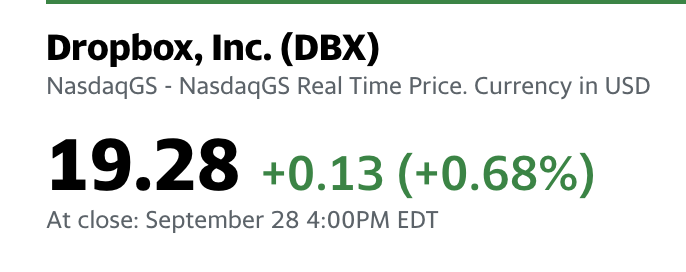 Dropbox, Inc. (DBX)
NasdaqGS - NasdaqGS Real Time Price. Currency in USD
19.28 +0.13 (+0.68%)
At close: September 28 4:00PM EDT